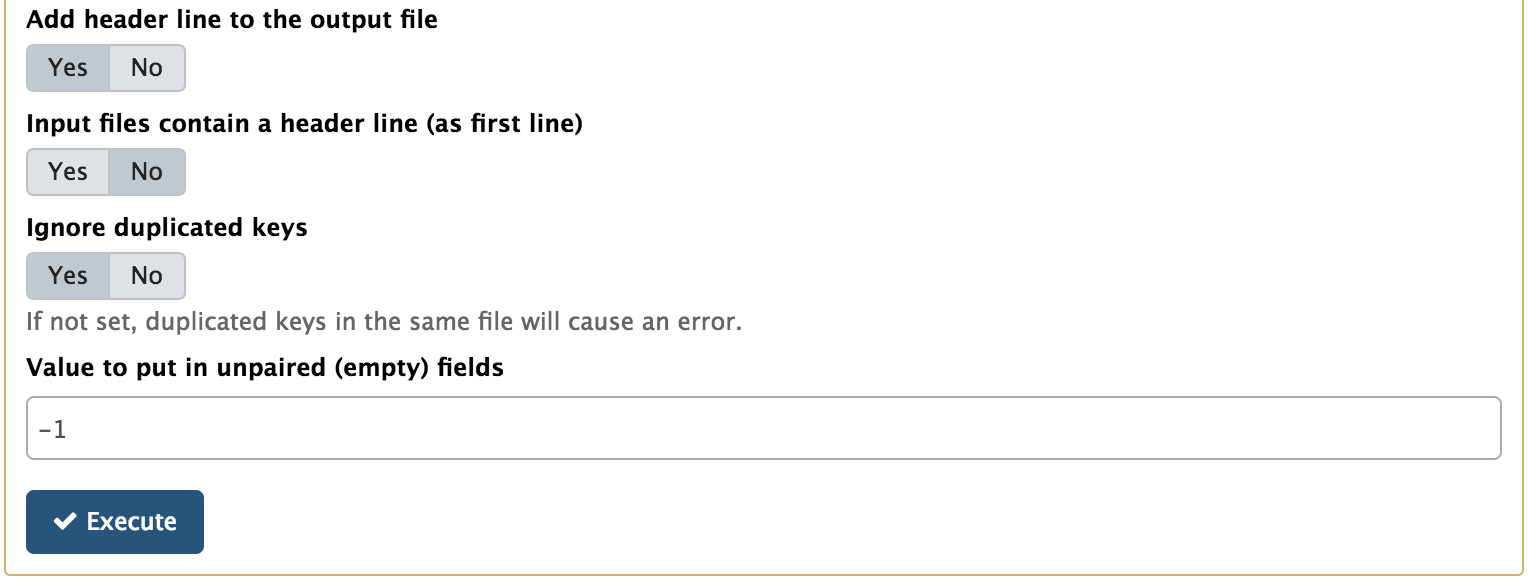 Add header line to the output file
Yes No
Input files contain a header line (as first line)
Yes No
Ignore duplicated keys
Yes No
If not set, duplicated keys in the same file will cause an error.
Value to put in unpaired (empty) fields
-1
Execute